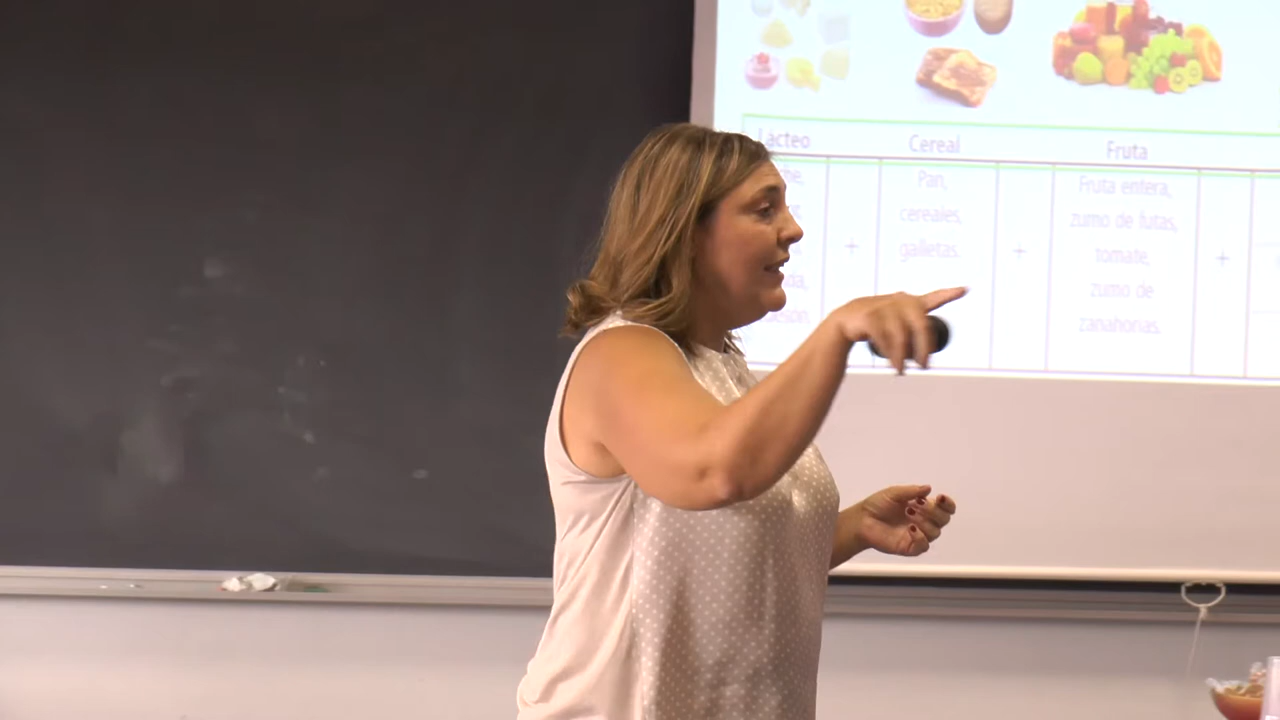 Lácteo Cereal Fruta
Pan,
cereales,
galletas.
+
Fruta entera,
zumo de futas,
tomate,
zumo de
zanahorias.
+
+